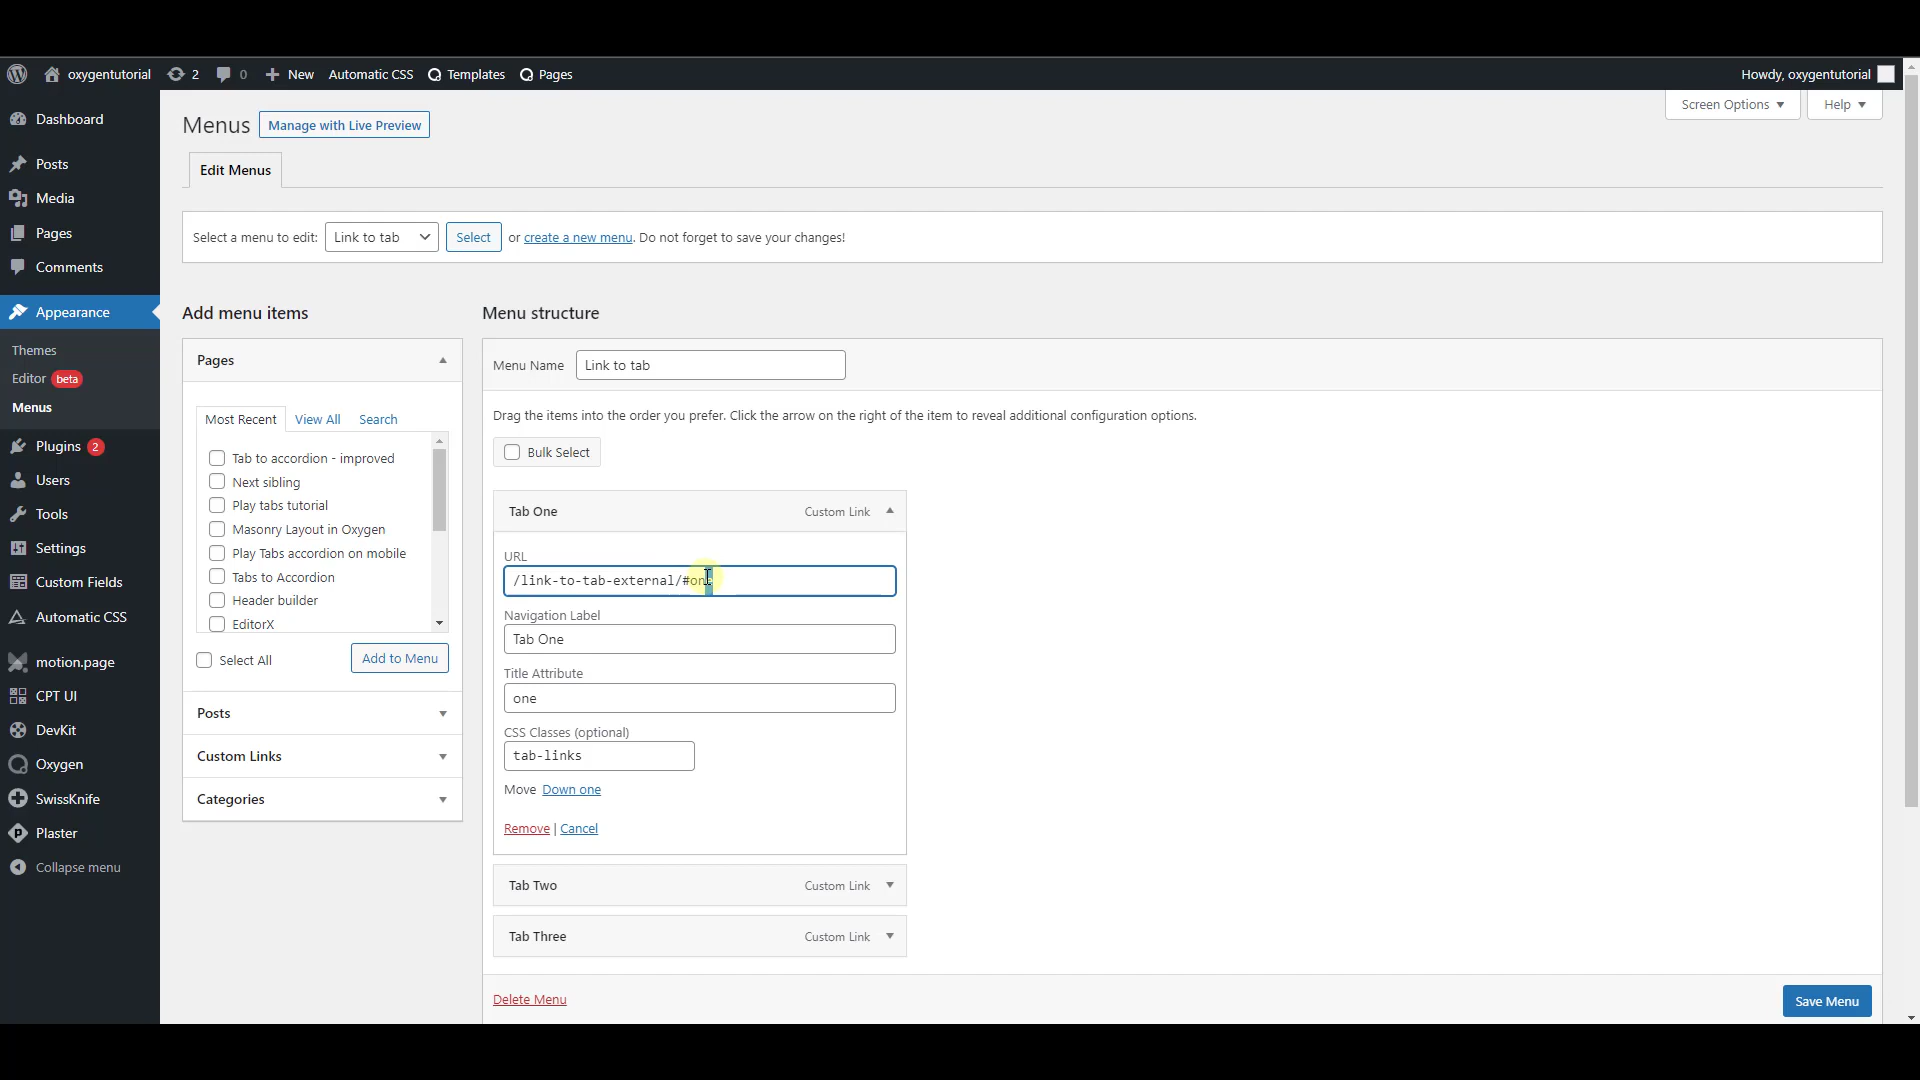 oxygentutorial 2 0 New Automatic CSS Templates Pages Howdy, oxygentutorial
Screen Options Help
Dashboard
Posts
Media
Pages
Comments
Appearance
Themes
Editor beta
Menus
Plugins 2
Users
Tools
Settings
Custom Fields
Automatic CSS
motion.page
CPT UI
DevKit
Oxygen
SwissKnife
Plaster
Collapse menu
Menus Manage with Live Preview
Edit Menus
Select a menu to edit: Link to tab Select or create a new menu. Do not forget to save your changes!
Add menu items
Pages
Most Recent View All Search
Tab to accordion - improved
Next sibling
Play tabs tutorial
Masonry Layout in Oxygen
Play Tabs accordion on mobile
Tabs to Accordion
Header builder
EditorX
Select All Add to Menu
Posts
Custom Links
Categories
Menu structure
Menu Name Link to tab
Drag the items into the order you prefer. Click the arrow on the right of the item to reveal additional configuration options.
Bulk Select
Tab One Custom Link
URL
/link-to-tab-external/#one
Navigation Label
Tab One
Title Attribute
one
CSS Classes (optional)
tab-links
Move Down one
Remove | Cancel
Tab Two Custom Link
Tab Three Custom Link
Delete Menu Save Menu